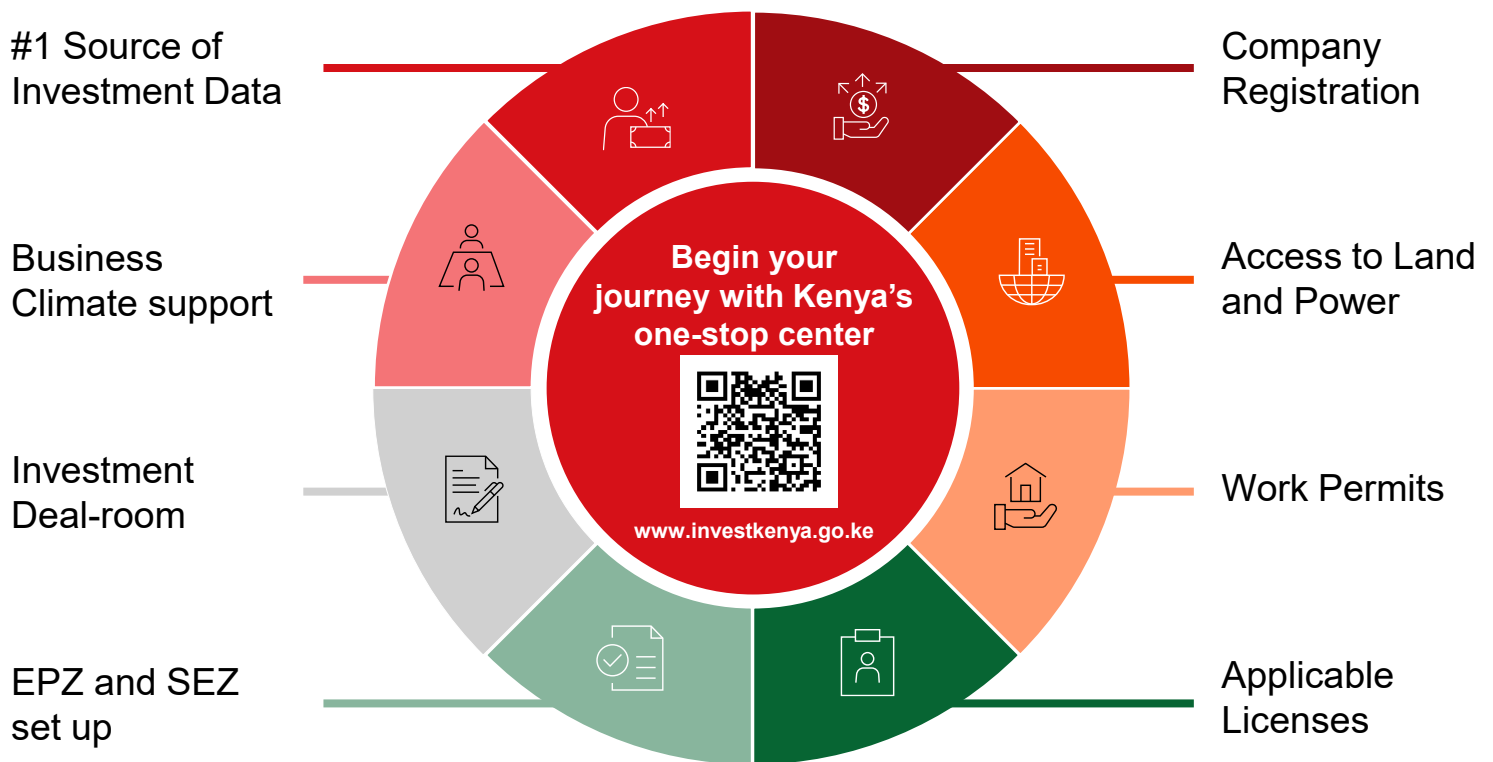 #1 Source of
Investment Data
Company
Registration
Business
Climate support
Begin your
journey with Kenya’s
one-stop center
Access to Land
and Power
Investment
Deal-room
$
www.investkenya.go.ke
Work Permits
EPZ and SEZ
set up
Applicable
Licenses